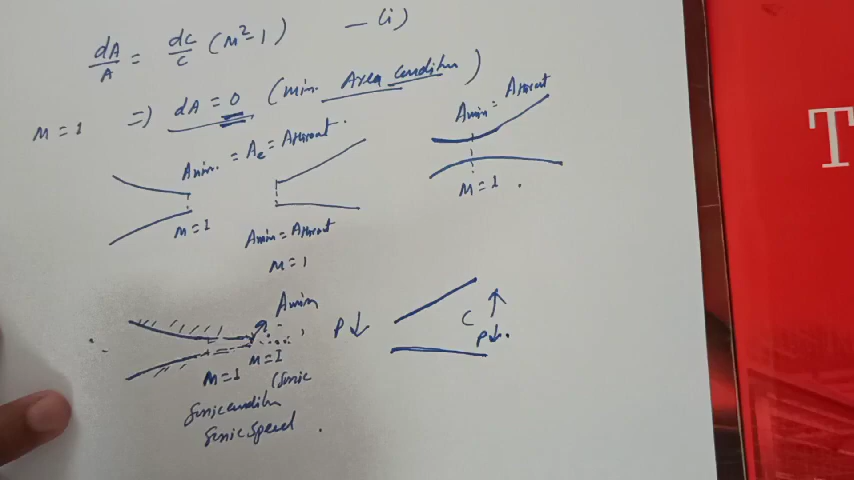 dA/A = dC/C (M²-1) — (i)
M = 1 => dA = 0 (min. Area condition)
Amin. = Ae = Athroat.
Amin = Athroat
M = 1
M = 1.
Amin = Athroat
M = 1
Amin
P↓
C ↑
P↓.
M = 1
M = 1 (Sonic
Sonic condition
Sonic Speed.
T